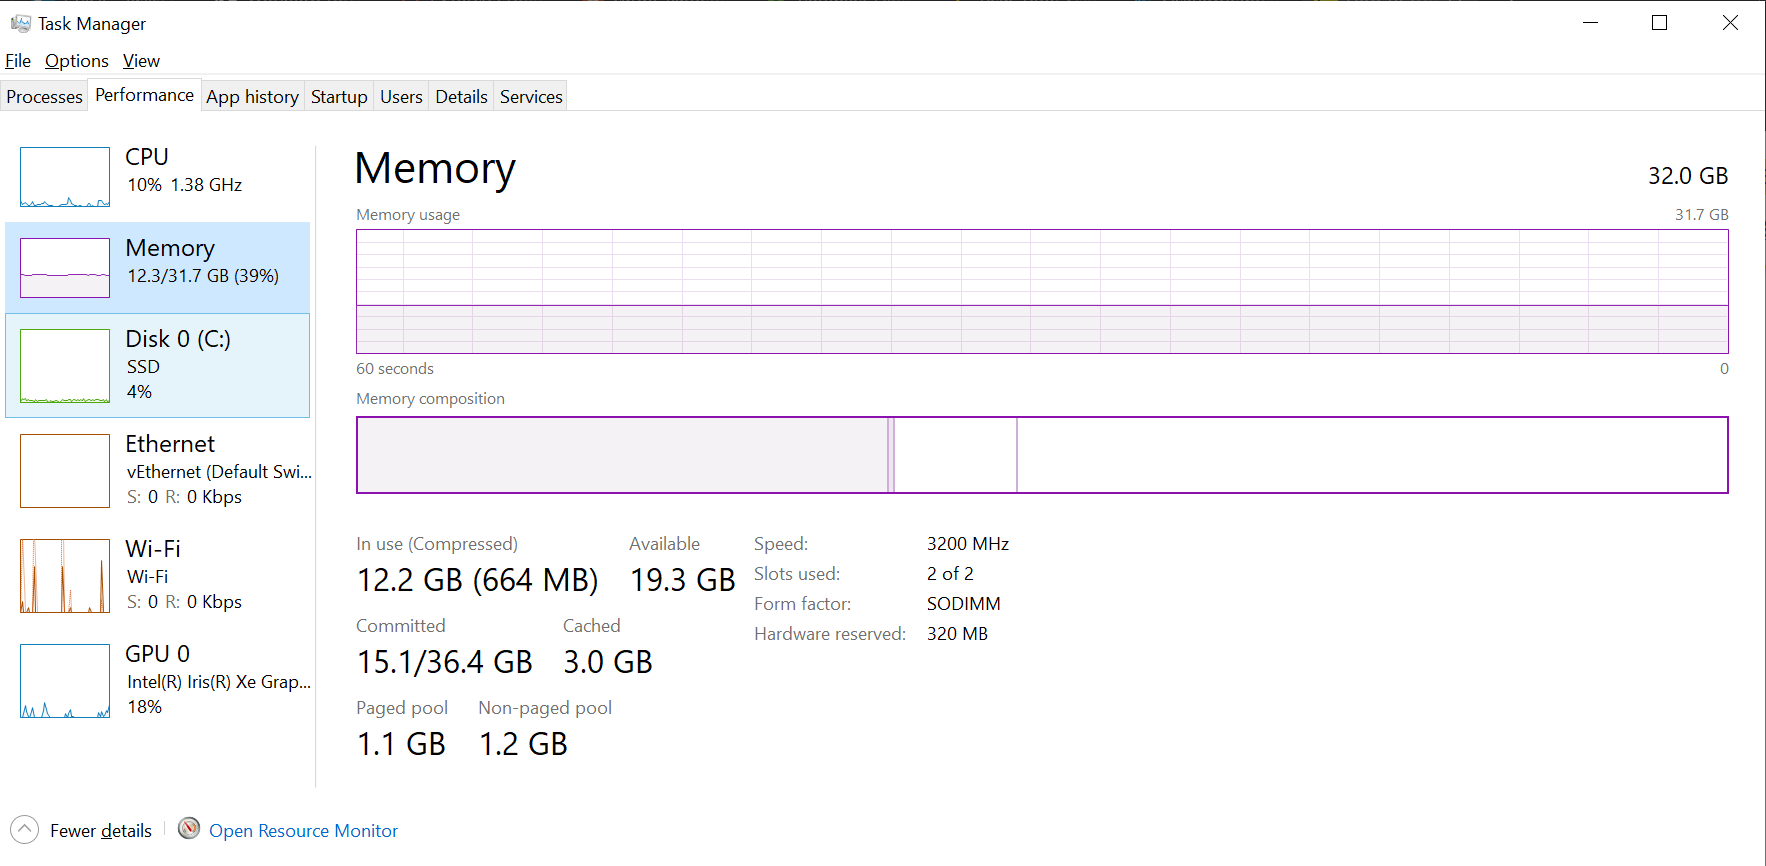 Task Manager
File Options View
Processes Performance App history Startup Users Details Services
CPU
10% 1.38 GHz
Memory
12.3/31.7 GB (39%)
Disk 0 (C:)
SSD
4%
Ethernet
vEthernet (Default Swi...
S: 0 R: 0 Kbps
Wi-Fi
Wi-Fi
S: 0 R: 0 Kbps
GPU 0
Intel(R) Iris(R) Xe Grap...
18%
Memory 32.0 GB
Memory usage 31.7 GB
60 seconds 0
Memory composition
In use (Compressed) Available
12.2 GB (664 MB) 19.3 GB
Committed Cached
15.1/36.4 GB 3.0 GB
Paged pool Non-paged pool
1.1 GB 1.2 GB
Speed: 3200 MHz
Slots used: 2 of 2
Form factor: SODIMM
Hardware reserved: 320 MB
Fewer details Open Resource Monitor